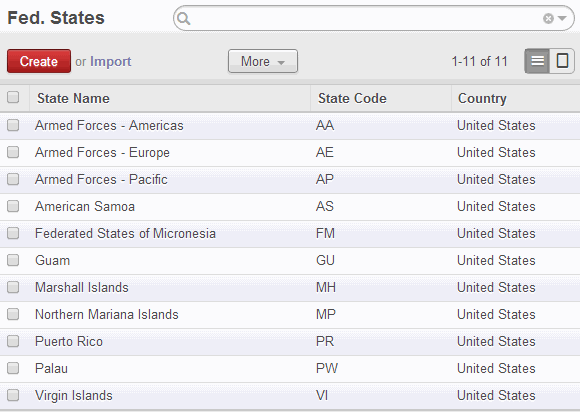 Fed. States
Create or Import More 1-11 of 11
State Name State Code Country
Armed Forces - Americas AA United States
Armed Forces - Europe AE United States
Armed Forces - Pacific AP United States
American Samoa AS United States
Federated States of Micronesia FM United States
Guam GU United States
Marshall Islands MH United States
Northern Mariana Islands MP United States
Puerto Rico PR United States
Palau PW United States
Virgin Islands VI United States